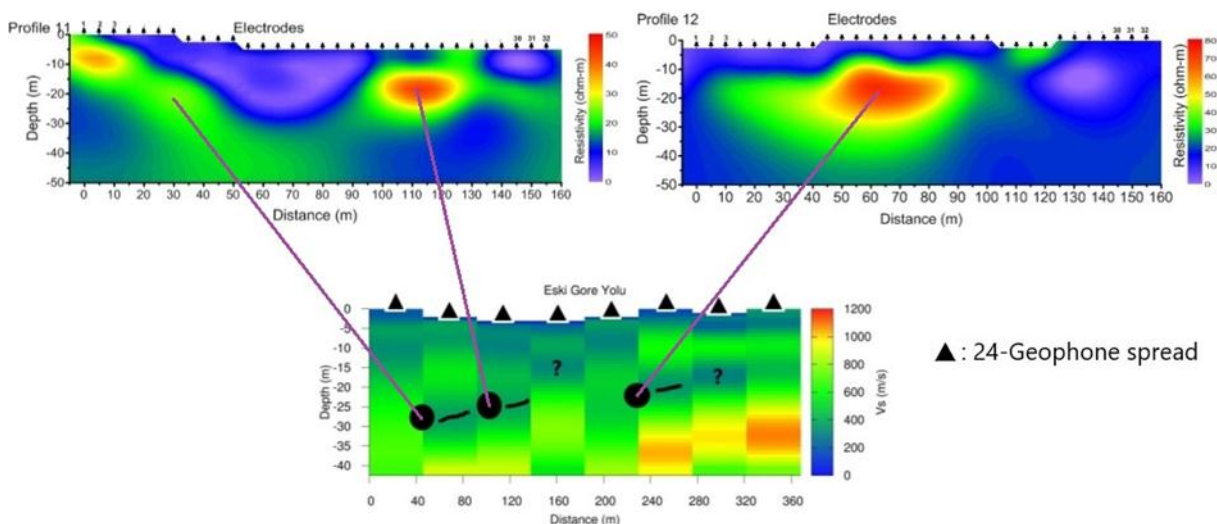 Profile 11
Electrodes
1 2 3 30 31 32
0
-10
-20
-30
-40
-50
Depth (m)
0 10 20 30 40 50 60 70 80 90 100 110 120 130 140 150 160
Distance (m)
50
40
30
20
10
0
Resistivity (ohm-m)
Profile 12
Electrodes
1 2 3 30 31 32
0
-10
-20
-30
-40
-50
Depth (m)
0 10 20 30 40 50 60 70 80 90 100 110 120 130 140 150 160
Distance (m)
80
70
60
50
40
30
20
10
0
Resistivity (ohm-m)
Eski Gore Yolu
0
-5
-10
-15
-20
-25
-30
-35
-40
Depth (m)
? ?
0 40 80 120 160 200 240 280 320 360
Distance (m)
1200
1000
800
600
400
200
0
Vs (m/s)
: 24-Geophone spread